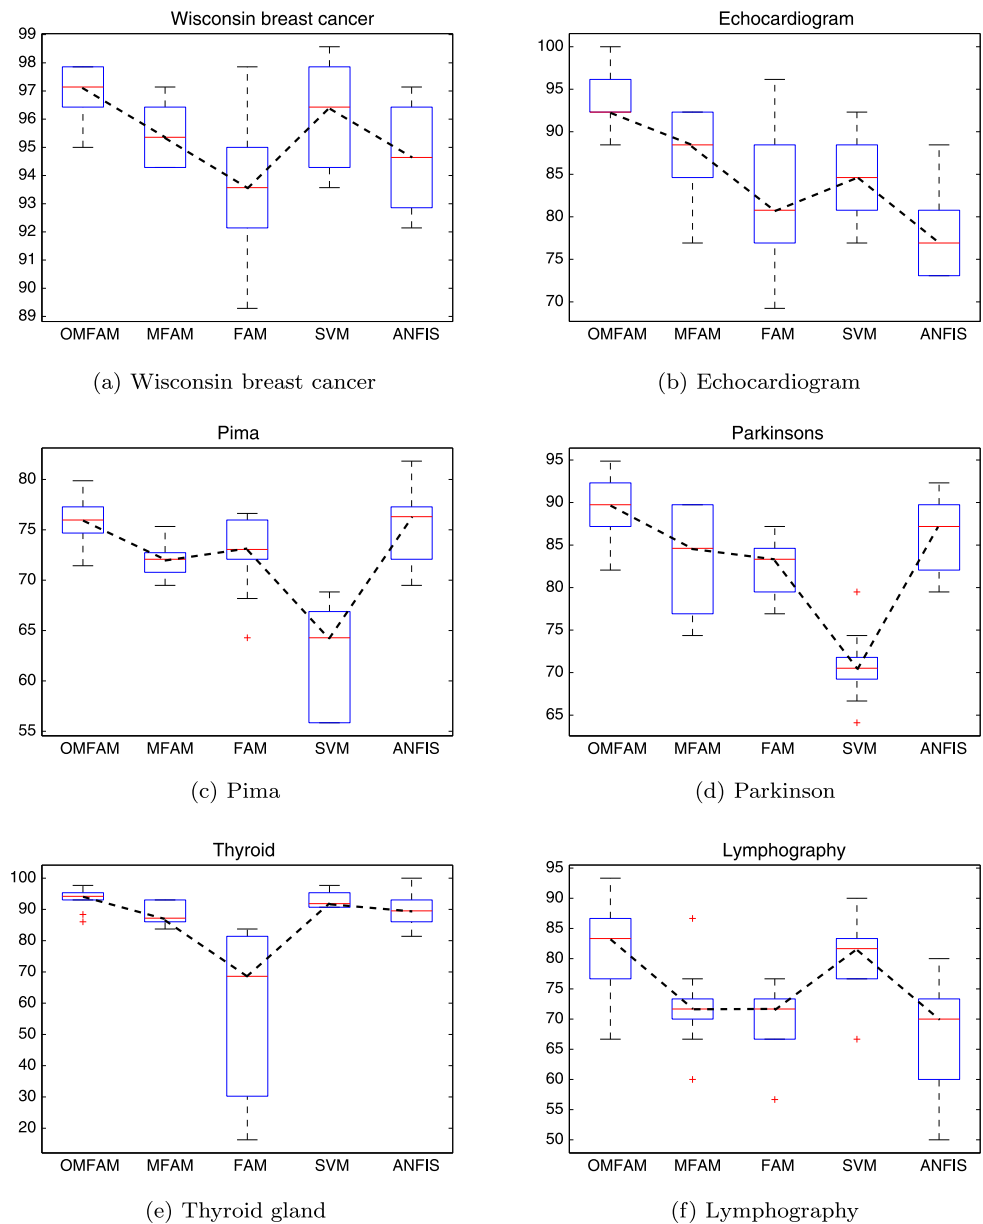 Wisconsin breast cancer
99
98
97
96
95
94
93
92
91
90
89
OMFAM MFAM FAM SVM ANFIS
(a) Wisconsin breast cancer
Echocardiogram
100
95
90
85
80
75
70
OMFAM MFAM FAM SVM ANFIS
(b) Echocardiogram
Pima
80
75
70
65
60
55
OMFAM MFAM FAM SVM ANFIS
(c) Pima
Parkinsons
95
90
85
80
75
70
65
OMFAM MFAM FAM SVM ANFIS
(d) Parkinson
Thyroid
100
90
80
70
60
50
40
30
20
OMFAM MFAM FAM SVM ANFIS
(e) Thyroid gland
Lymphography
95
90
85
80
75
70
65
60
55
50
OMFAM MFAM FAM SVM ANFIS
(f) Lymphography